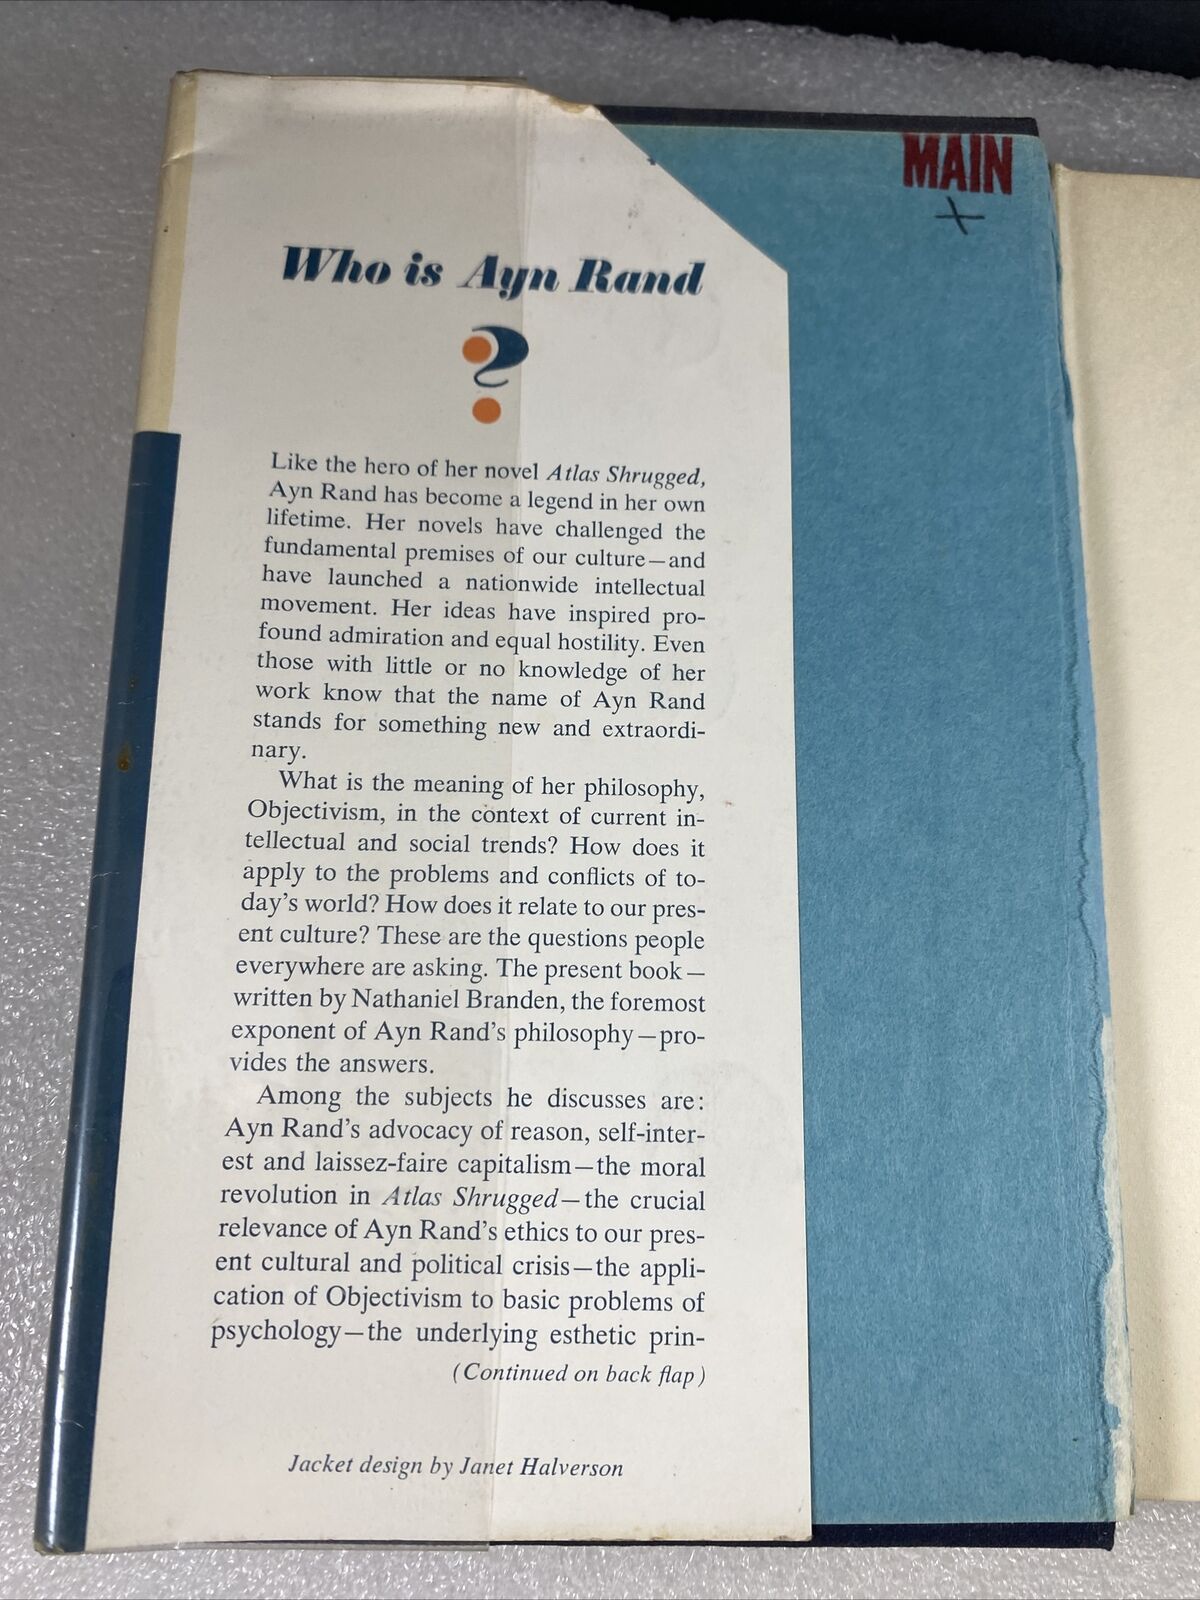 MAIN
+
Who is Ayn Rand
?
Like the hero of her novel Atlas Shrugged,
Ayn Rand has become a legend in her own
lifetime. Her novels have challenged the
fundamental premises of our culture—and
have launched a nationwide intellectual
movement. Her ideas have inspired pro-
found admiration and equal hostility. Even
those with little or no knowledge of her
work know that the name of Ayn Rand
stands for something new and extraordi-
nary.
What is the meaning of her philosophy,
Objectivism, in the context of current in-
tellectual and social trends? How does it
apply to the problems and conflicts of to-
day's world? How does it relate to our pres-
ent culture? These are the questions people
everywhere are asking. The present book—
written by Nathaniel Branden, the foremost
exponent of Ayn Rand's philosophy—pro-
vides the answers.
Among the subjects he discusses are:
Ayn Rand's advocacy of reason, self-inter-
est and laissez-faire capitalism—the moral
revolution in Atlas Shrugged—the crucial
relevance of Ayn Rand's ethics to our pres-
ent cultural and political crisis—the appli-
cation of Objectivism to basic problems of
psychology—the underlying esthetic prin-
(Continued on back flap)
Jacket design by Janet Halverson